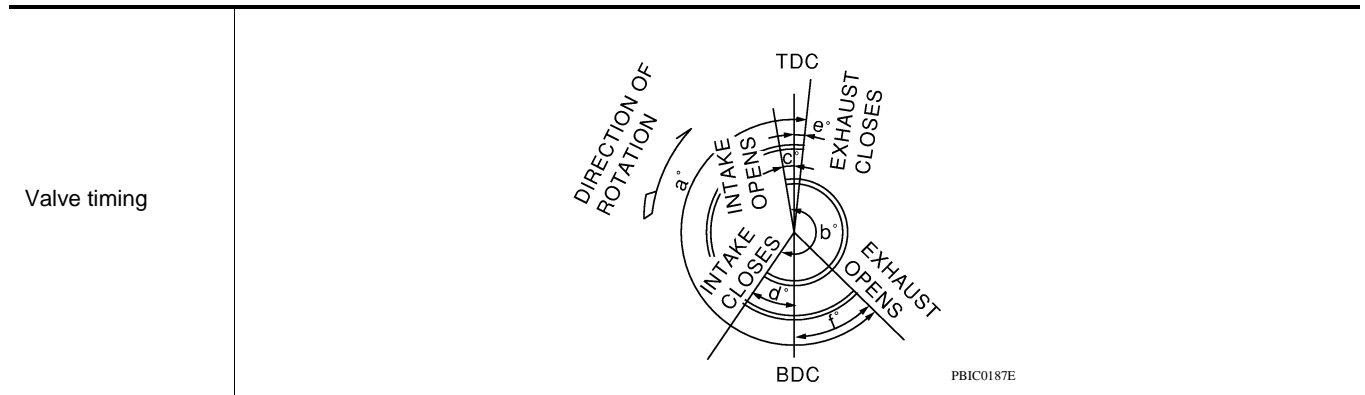 Valve timing
TDC
DIRECTION OF
ROTATION
EXHAUST
CLOSES
e°
c°
a°
INTAKE
OPENS
b°
INTAKE
CLOSES
EXHAUST
OPENS
d°
f°
BDC
PBIC0187E